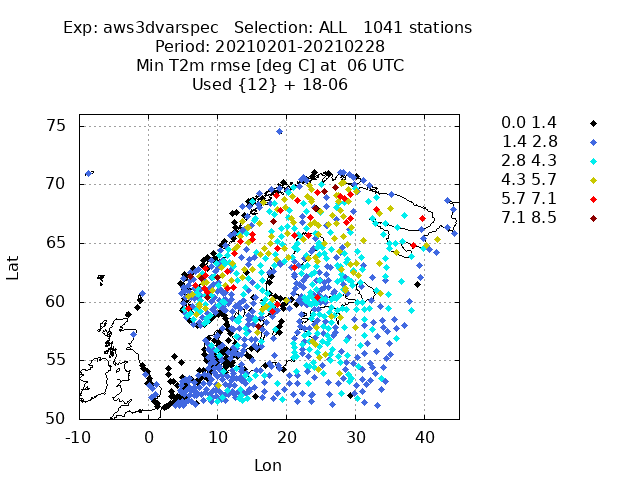 Exp: aws3dvarspec   Selection: ALL   1041 stations
Period: 20210201-20210228
Min T2m rmse [deg C] at  06 UTC
Used {12} + 18-06
0.0 1.4
1.4 2.8
2.8 4.3
4.3 5.7
5.7 7.1
7.1 8.5
75
70
65
60
55
50
Lat
-10 0 10 20 30 40
Lon